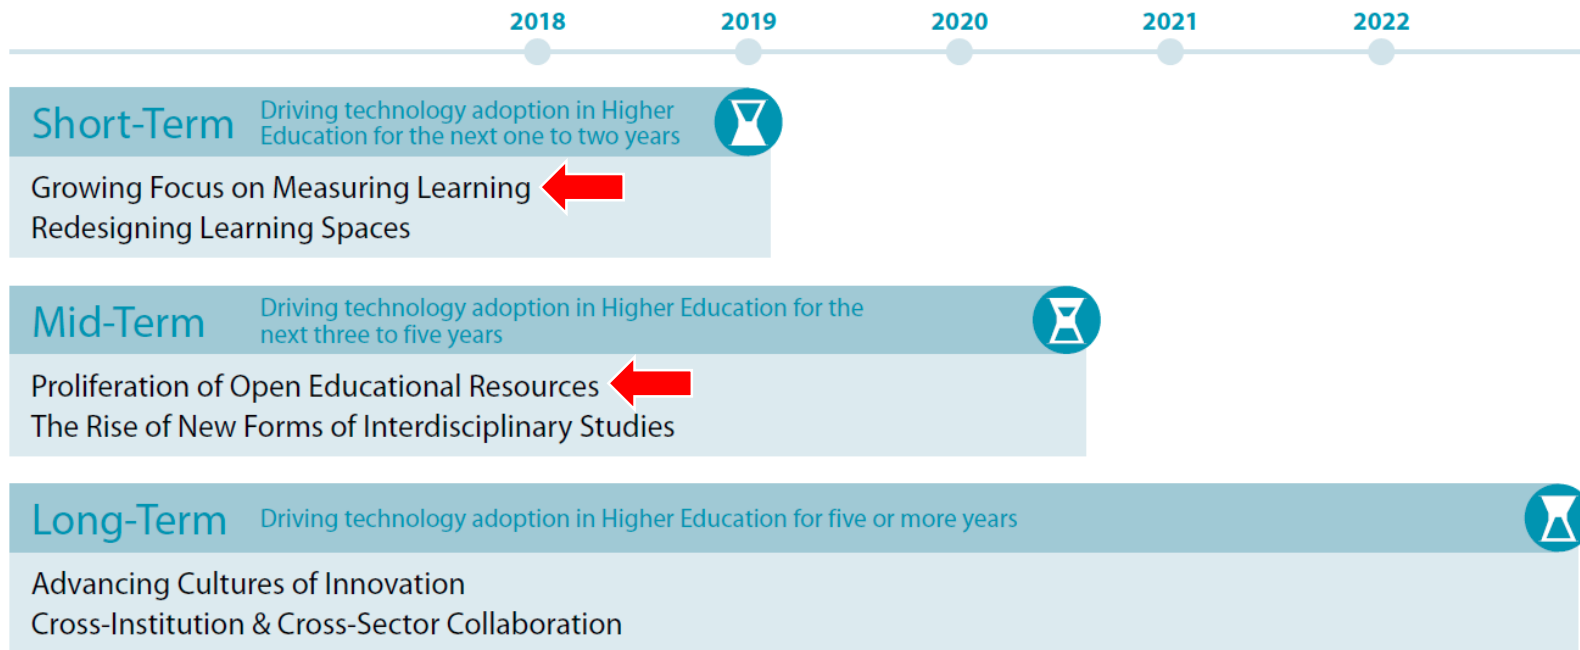 2018 2019 2020 2021 2022
Short-Term
Driving technology adoption in Higher
Education for the next one to two years
Growing Focus on Measuring Learning
Redesigning Learning Spaces
Mid-Term
Driving technology adoption in Higher Education for the
next three to five years
Proliferation of Open Educational Resources
The Rise of New Forms of Interdisciplinary Studies
Long-Term
Driving technology adoption in Higher Education for five or more years
Advancing Cultures of Innovation
Cross-Institution & Cross-Sector Collaboration